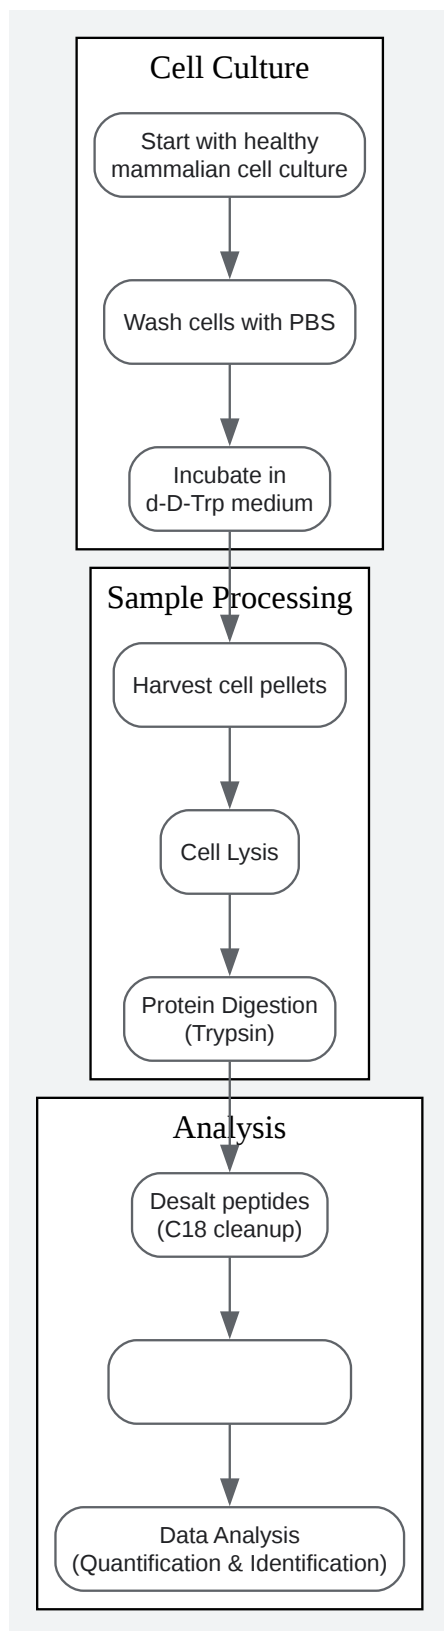 Cell Culture
Start with healthy
mammalian cell culture
Wash cells with PBS
Incubate in
d-D-Trp medium
Sample Processing
Harvest cell pellets
Cell Lysis
Protein Digestion
(Trypsin)
Analysis
Desalt peptides
(C18 cleanup)
Data Analysis
(Quantification & Identification)